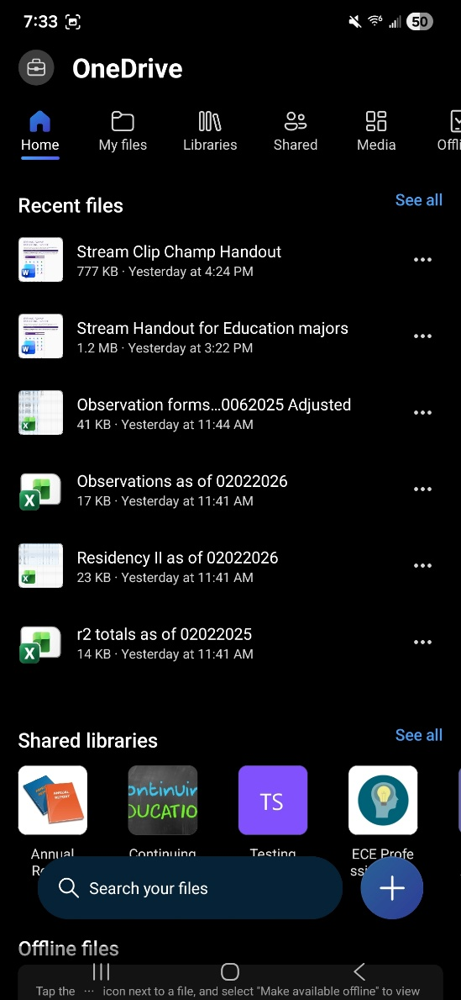 7:33
50
OneDrive
Home
My files
Libraries
Shared
Media
Offli
Recent files
See all
Stream Clip Champ Handout
777 KB · Yesterday at 4:24 PM
Stream Handout for Education majors
1.2 MB · Yesterday at 3:22 PM
Observation forms...0062025 Adjusted
41 KB · Yesterday at 11:44 AM
Observations as of 02022026
17 KB · Yesterday at 11:41 AM
Residency II as of 02022026
23 KB · Yesterday at 11:41 AM
r2 totals as of 02022025
14 KB · Yesterday at 11:41 AM
Shared libraries
See all
ANNUAL REPORT
ontinuin
DUCATIO
TS
Annual
Continuing
Testing
ECE Profe
Search your files
Offline files
Tap the ··· icon next to a file, and select "Make available offline" to view